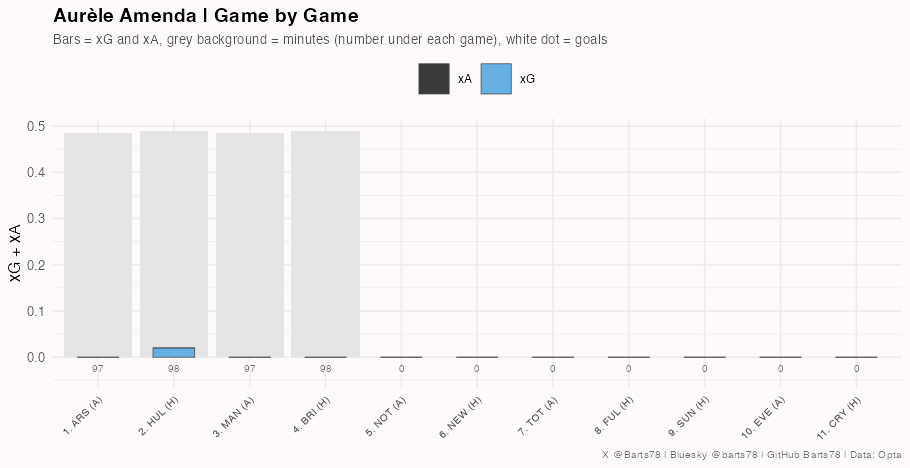 Aurèle Amenda | Game by Game
Bars = xG and xA, grey background = minutes (number under each game), white dot = goals
xA xG
xG + xA
0.5
0.4
0.3
0.2
0.1
0.0
97 98 97 98 0 0 0 0 0 0 0
1. ARS (A) 2. HUL (H) 3. MAN (A) 4. BRI (H) 5. NOT (A) 6. NEW (H) 7. TOT (A) 8. FUL (H) 9. SUN (H) 10. EVE (A) 11. CRY (H)
X @Barts78 | Bluesky @barts78 | GitHub Barts78 | Data: Opta